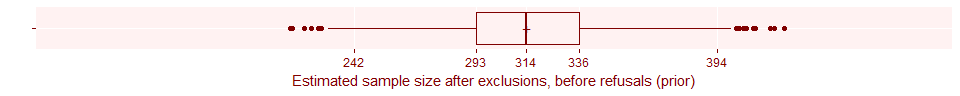 242 293 314 336 394
Estimated sample size after exclusions, before refusals (prior)